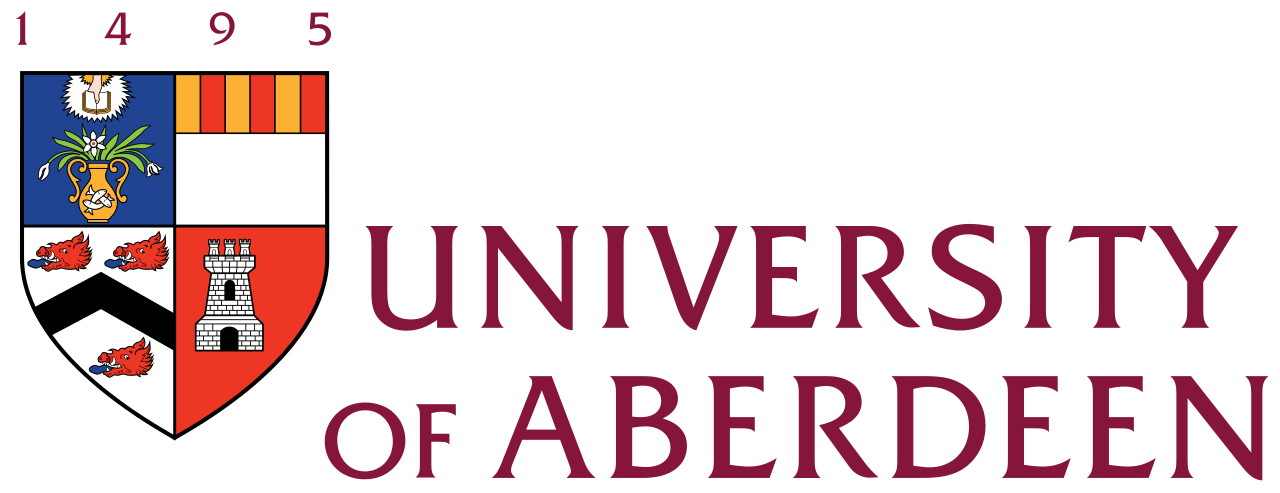 1 4 9 5
UNIVERSITY
OF ABERDEEN